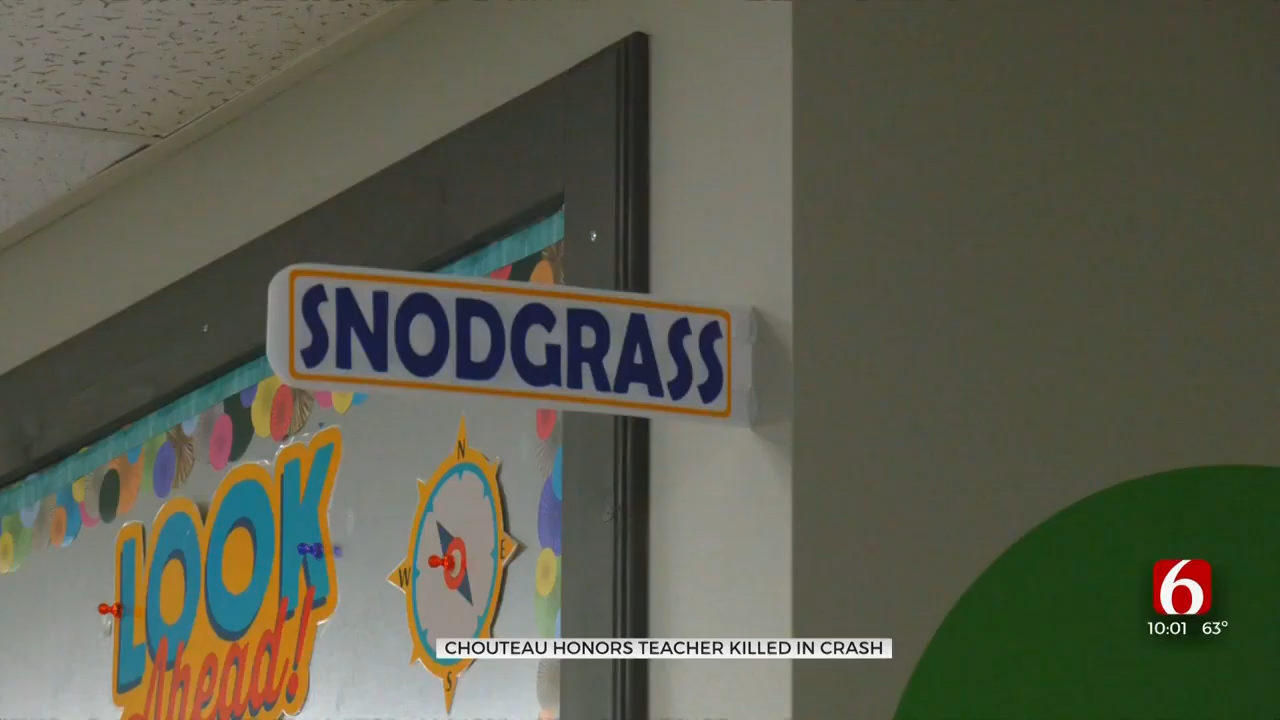 SNODGRASS
LOOK
Ahead!
N
E
W
S
6
CHOUTEAU HONORS TEACHER KILLED IN CRASH
10:01 63°